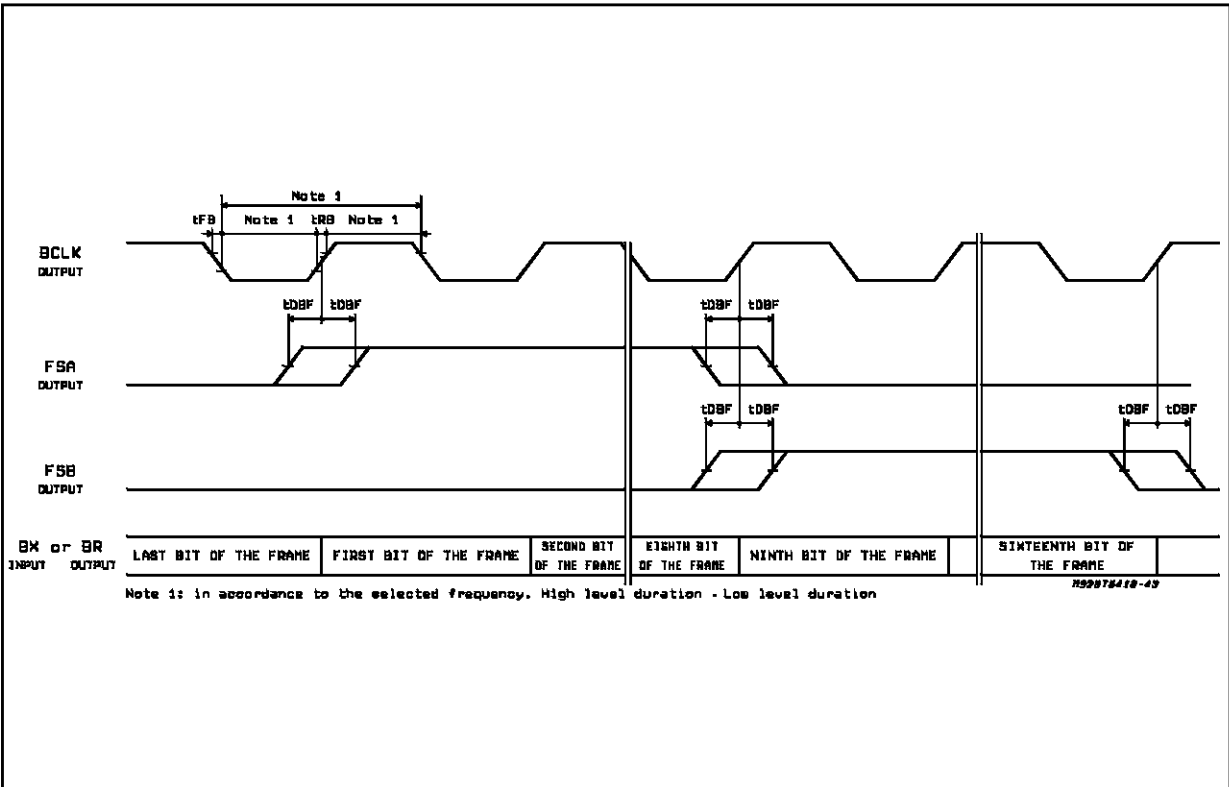 Note 1
tFB Note 1 tRB Note 1
BCLK
OUTPUT
tDBF tDBF tDBF tDBF
FSA
OUTPUT
tDBF tDBF tDBF tDBF
FSB
OUTPUT
BX or BR
INPUT OUTPUT
LAST BIT OF THE FRAME
FIRST BIT OF THE FRAME
SECOND BIT
OF THE FRAME
EIGHTH BIT
OF THE FRAME
NINTH BIT OF THE FRAME
SIXTEENTH BIT OF
THE FRAME
Note 1: in accordance to the selected frequency. High level duration - Low level duration